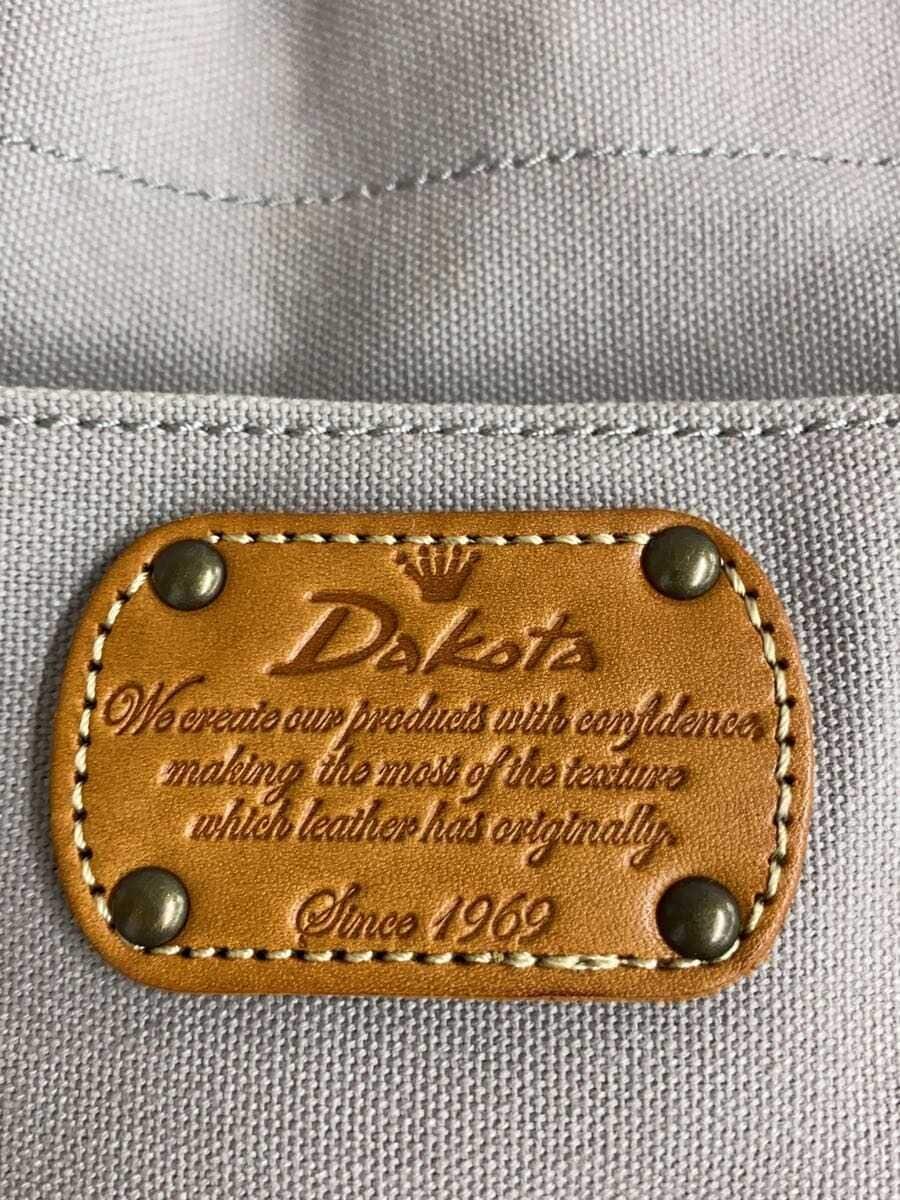 Dakota
We create our products with confidence,
making the most of the texture
which leather has originally.
Since 1969